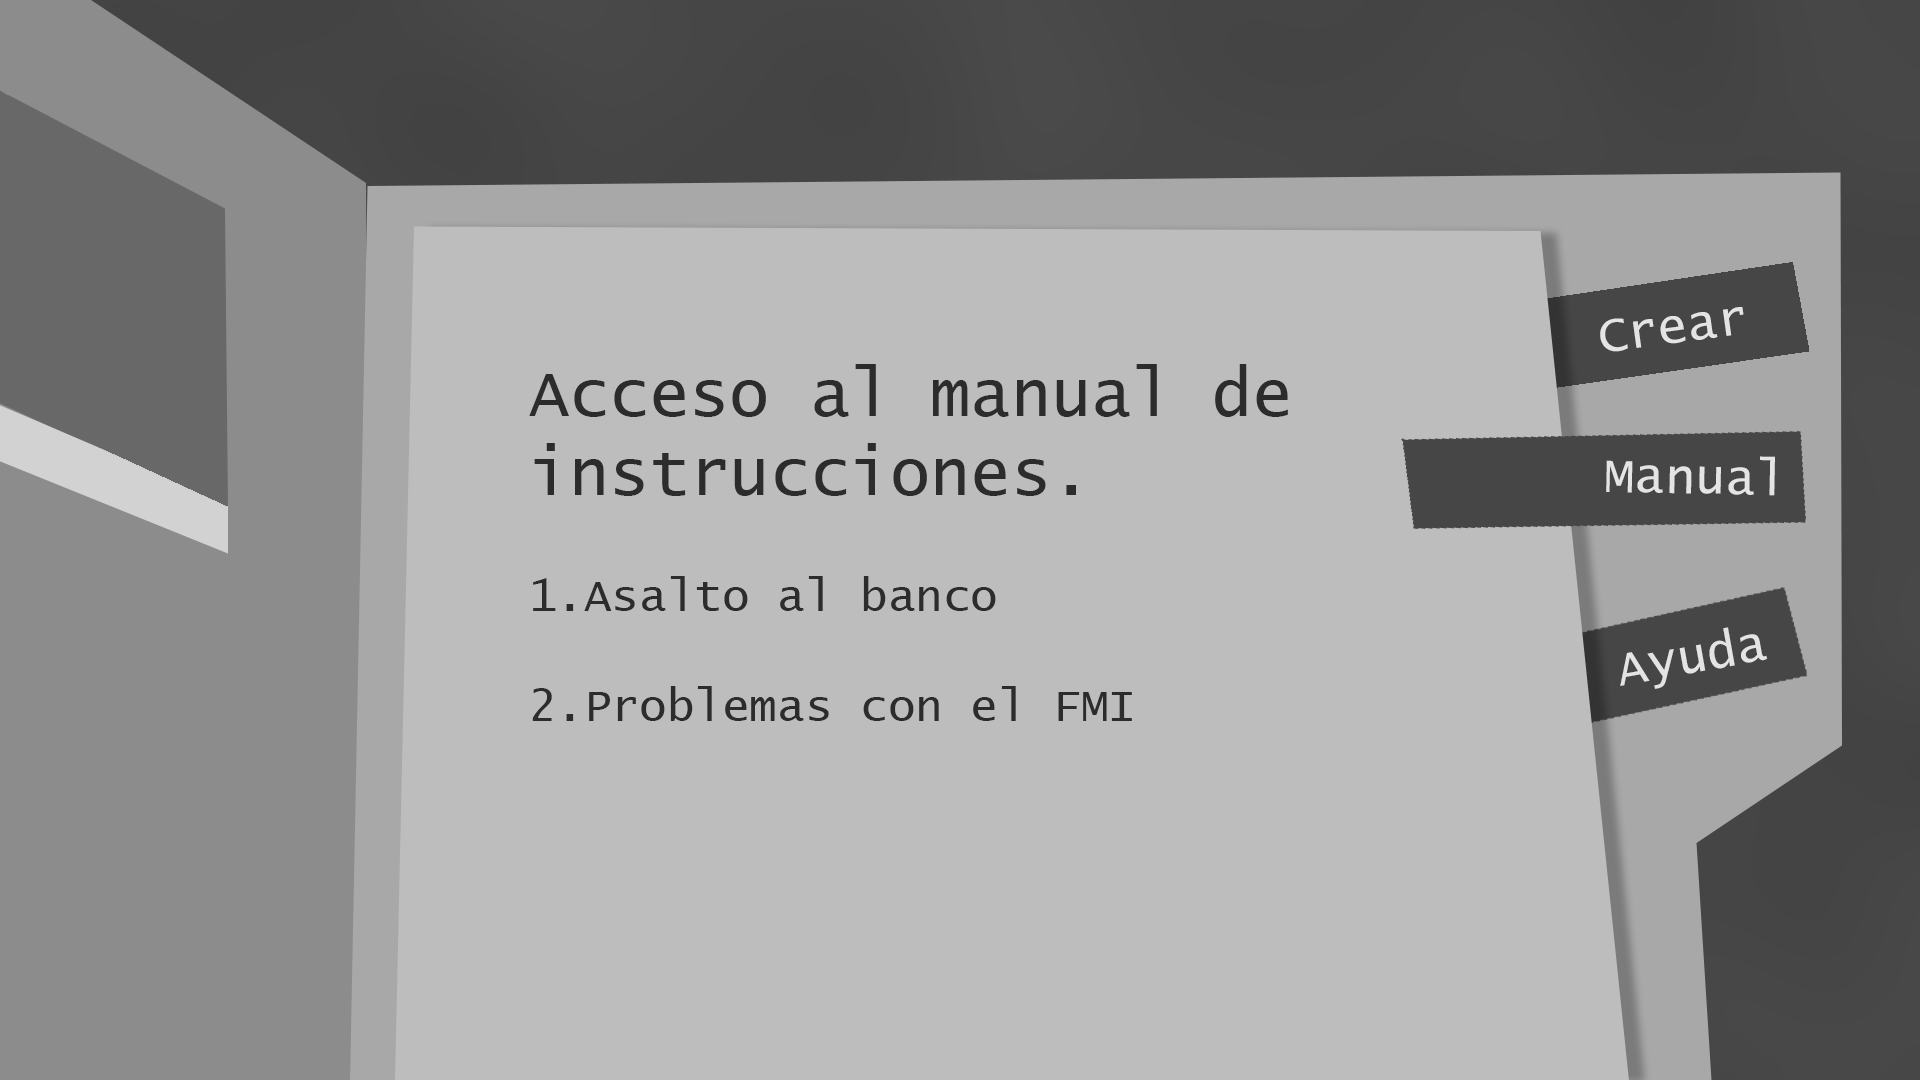 Crear
Acceso al manual de
instrucciones.
Manual
1.Asalto al banco
Ayuda
2.Problemas con el FMI